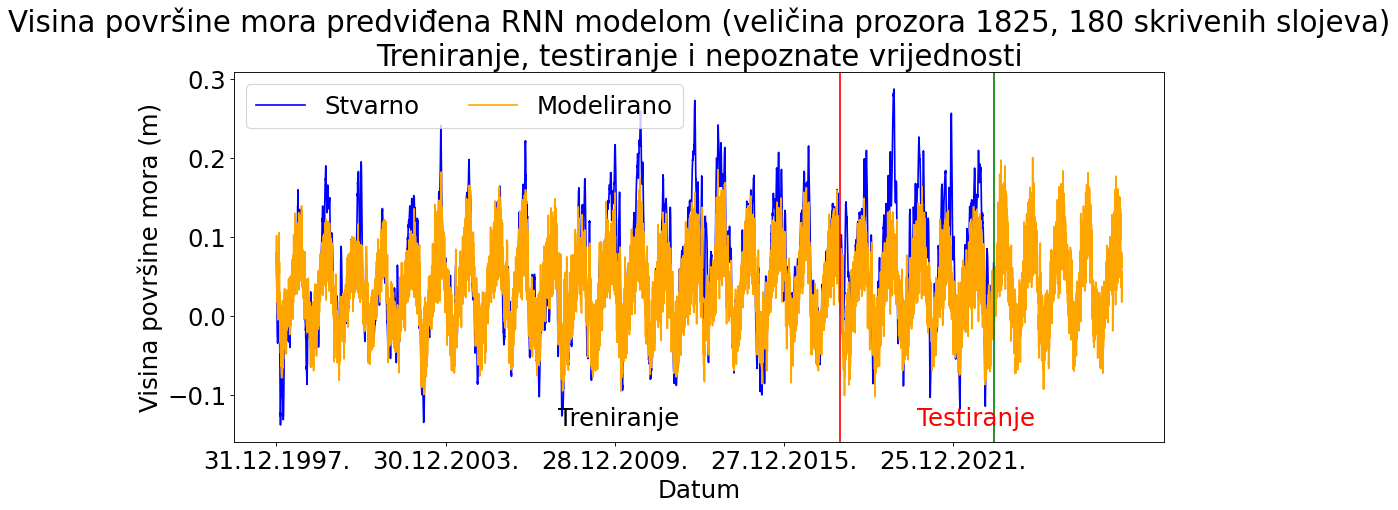 Visina površine mora predviđena RNN modelom (veličina prozora 1825, 180 skrivenih slojeva)
Treniranje, testiranje i nepoznate vrijednosti
Stvarno
Modelirano
Visina površine mora (m)
0.3
0.2
0.1
0.0
−0.1
Treniranje
Testiranje
31.12.1997.
30.12.2003.
28.12.2009.
27.12.2015.
25.12.2021.
Datum